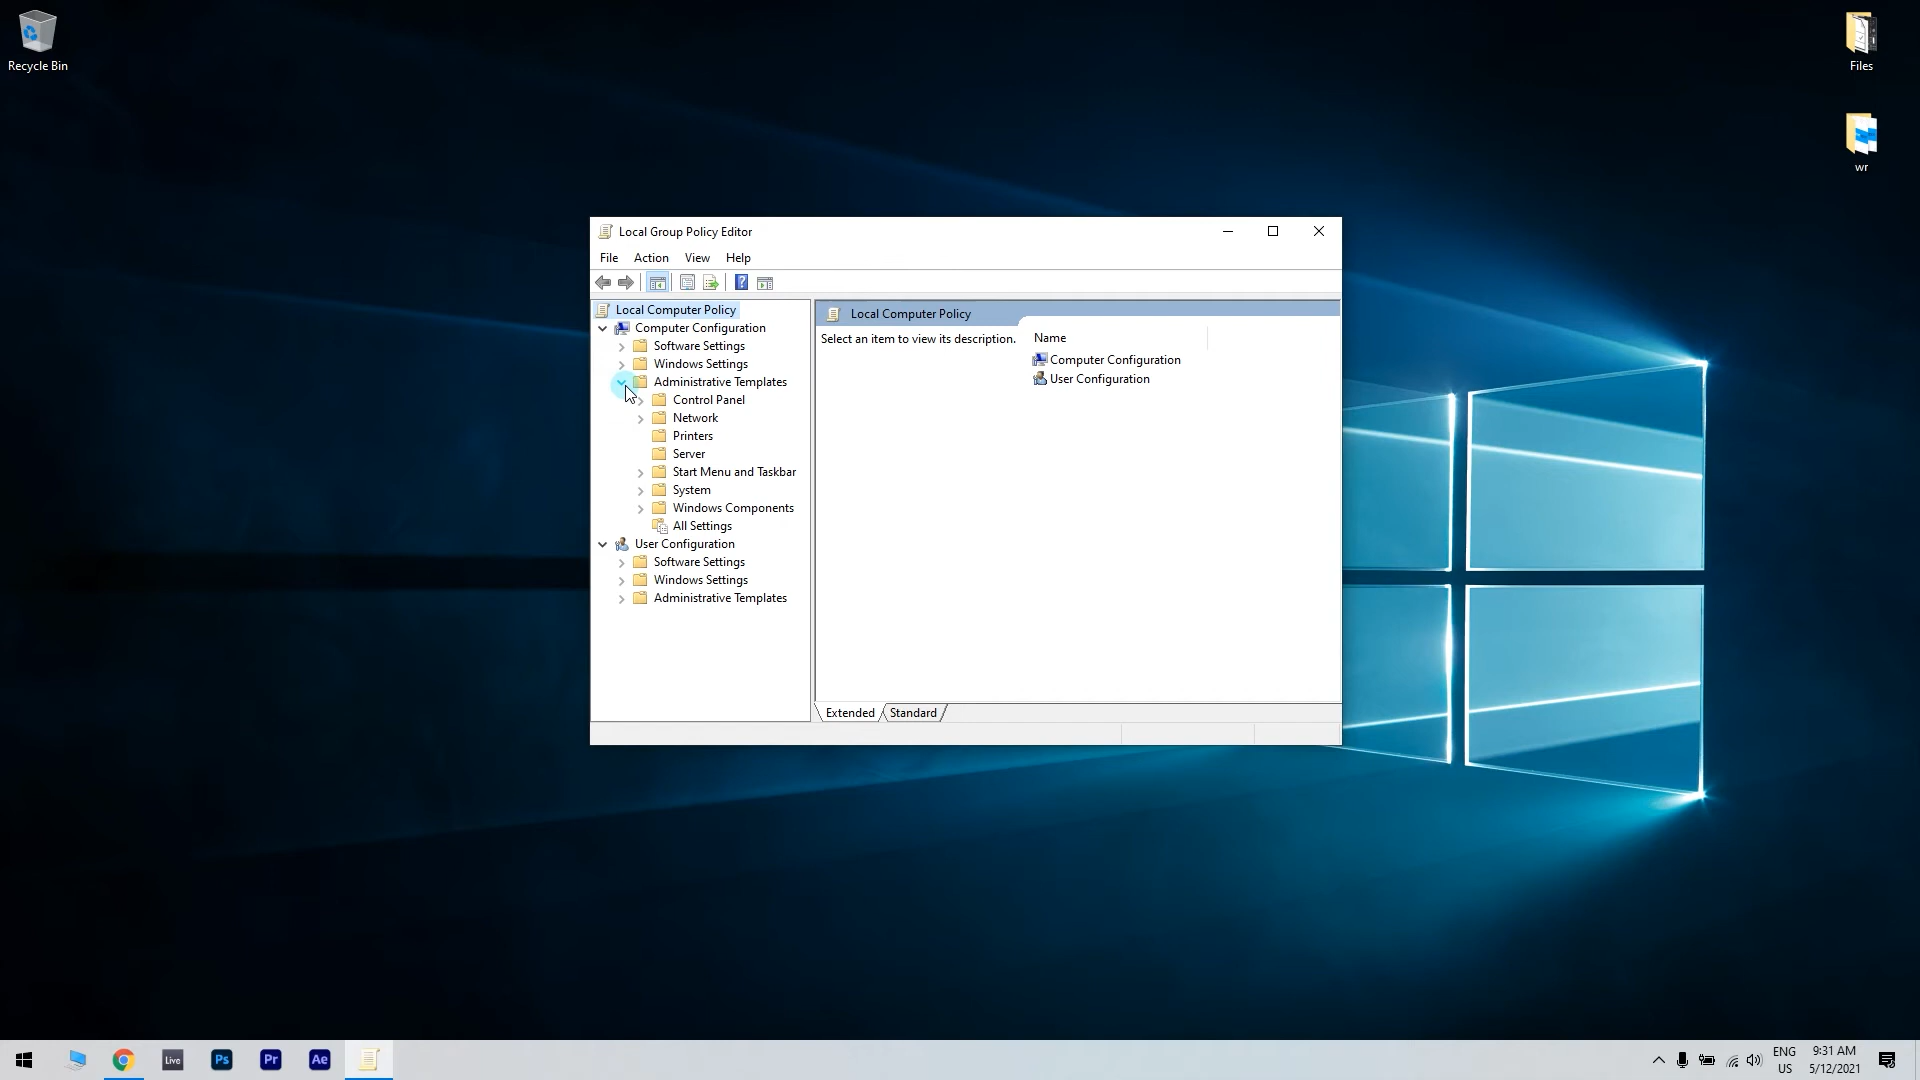 Recycle Bin
Files
wr
Local Group Policy Editor
File Action View Help
Local Computer Policy
Computer Configuration
Software Settings
Windows Settings
Administrative Templates
Control Panel
Network
Printers
Server
Start Menu and Taskbar
System
Windows Components
All Settings
User Configuration
Software Settings
Windows Settings
Administrative Templates
Local Computer Policy
Select an item to view its description.
Name
Computer Configuration
User Configuration
Extended Standard
Live
Ps
Pr
Ae
ENG
US
9:31 AM
5/12/2021